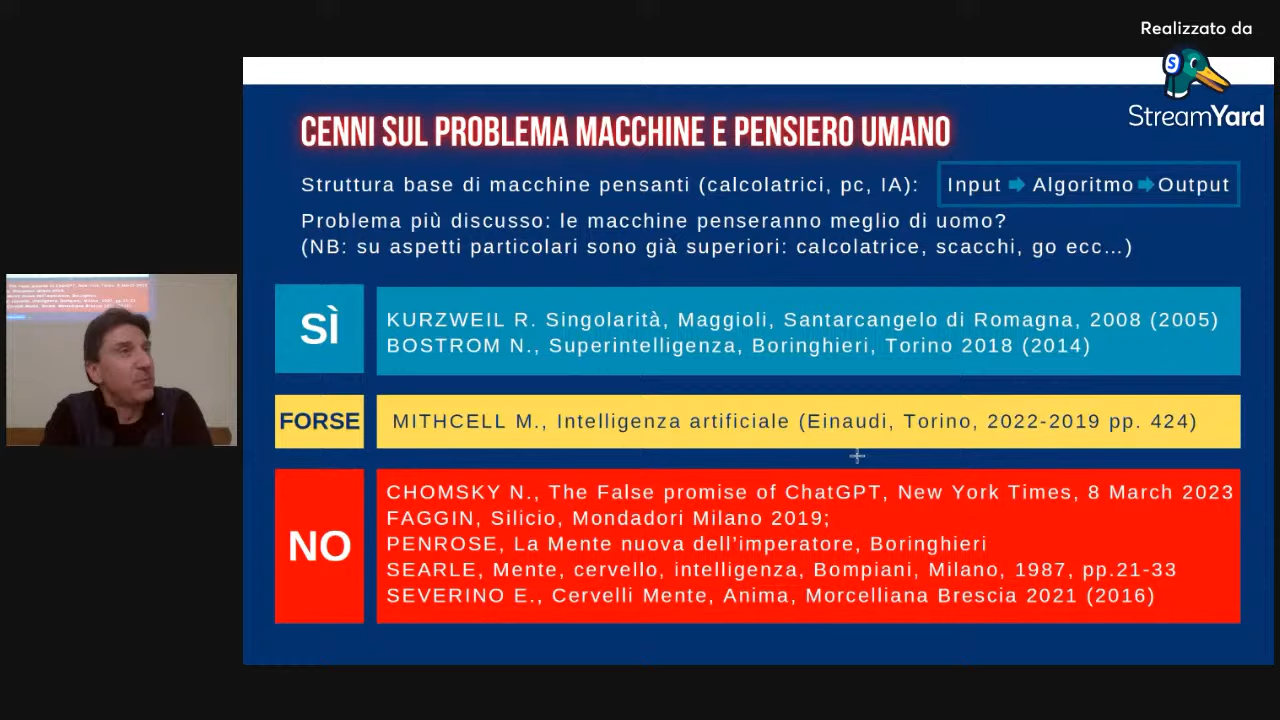 Realizzato da
StreamYard
CENNI SUL PROBLEMA MACCHINE E PENSIERO UMANO
Struttura base di macchine pensanti (calcolatrici, pc, IA): Input Algoritmo Output
Problema più discusso: le macchine penseranno meglio di uomo?
(NB: su aspetti particolari sono già superiori: calcolatrice, scacchi, go ecc...)
SÌ
KURZWEIL R. Singolarità, Maggioli, Santarcangelo di Romagna, 2008 (2005)
BOSTROM N., Superintelligenza, Boringhieri, Torino 2018 (2014)
FORSE
MITHCELL M., Intelligenza artificiale (Einaudi, Torino, 2022-2019 pp. 424)
NO
CHOMSKY N., The False promise of ChatGPT, New York Times, 8 March 2023
FAGGIN, Silicio, Mondadori Milano 2019;
PENROSE, La Mente nuova dell'imperatore, Boringhieri
SEARLE, Mente, cervello, intelligenza, Bompiani, Milano, 1987, pp.21-33
SEVERINO E., Cervelli Mente, Anima, Morcelliana Brescia 2021 (2016)